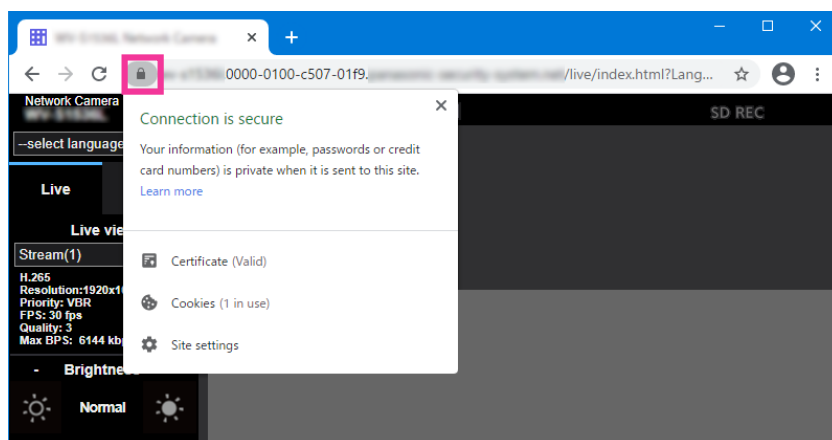 0000-0100-c507-01f9.
/live/index.html?Lang...
Network Camera
SD REC
--select language
Connection is secure
Your information (for example, passwords or credit
card numbers) is private when it is sent to this site.
Learn more
Live
Live vie
Stream(1)
H.265
Resolution:1920x1
Priority: VBR
FPS: 30 fps
Quality: 3
Max BPS: 6144 kb
Certificate (Valid)
Cookies (1 in use)
Site settings
- Brightne
Normal